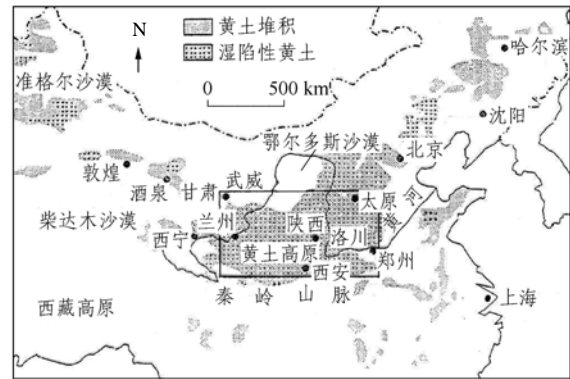 N
黄土堆积
湿陷性黄土
0 500 km
哈尔滨
准格尔沙漠
沈阳
鄂尔多斯沙漠
北京
敦煌
酒泉
甘肃
武威
太原
黄河
柴达木沙漠
兰州
陕西
洛川
西宁
黄土高原
郑州
西安
西藏高原
秦岭山脉
上海